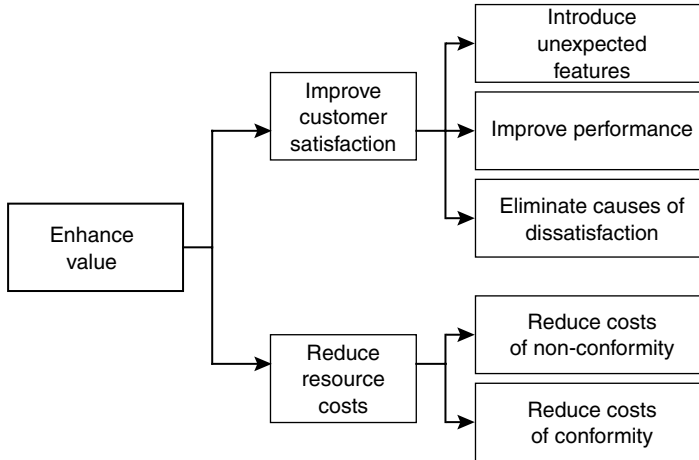 Introduce
unexpected
features
Improve
customer
satisfaction
Improve performance
Eliminate causes of
dissatisfaction
Enhance
value
Reduce
resource
costs
Reduce costs
of non-conformity
Reduce costs
of conformity